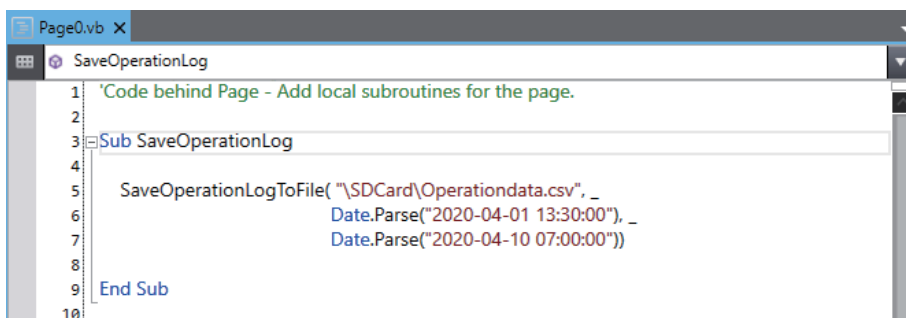 Page0.vb
SaveOperationLog
1 'Code behind Page - Add local subroutines for the page.
2
3 Sub SaveOperationLog
4
5 SaveOperationLogToFile( "\SDCard\Operationdata.csv", _
6 Date.Parse("2020-04-01 13:30:00"), _
7 Date.Parse("2020-04-10 07:00:00"))
8
9 End Sub
10